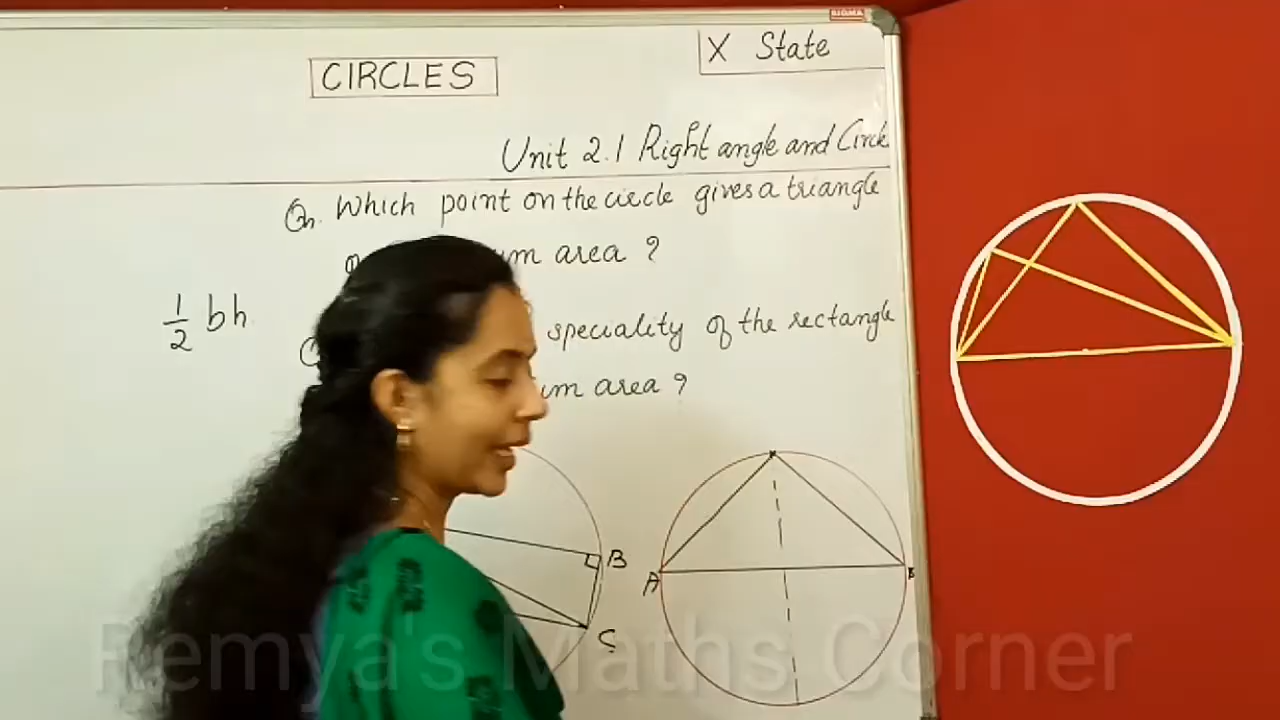 SIGMA
X State
CIRCLES
Unit 2.1 Right angle and Circle
Qn. Which point on the circle gives a triangle
area ?
1/2 bh
speciality of the rectangle
area ?
B
C
A
B
Remya's Maths Corner